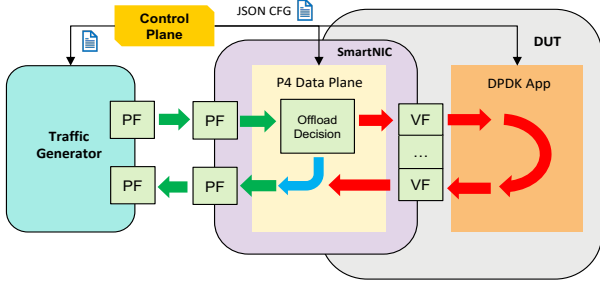 JSON CFG
Control
Plane
SmartNIC
DUT
P4 Data Plane
DPDK App
Traffic
Generator
PF
PF
Offload
Decision
VF
...
PF
PF
VF